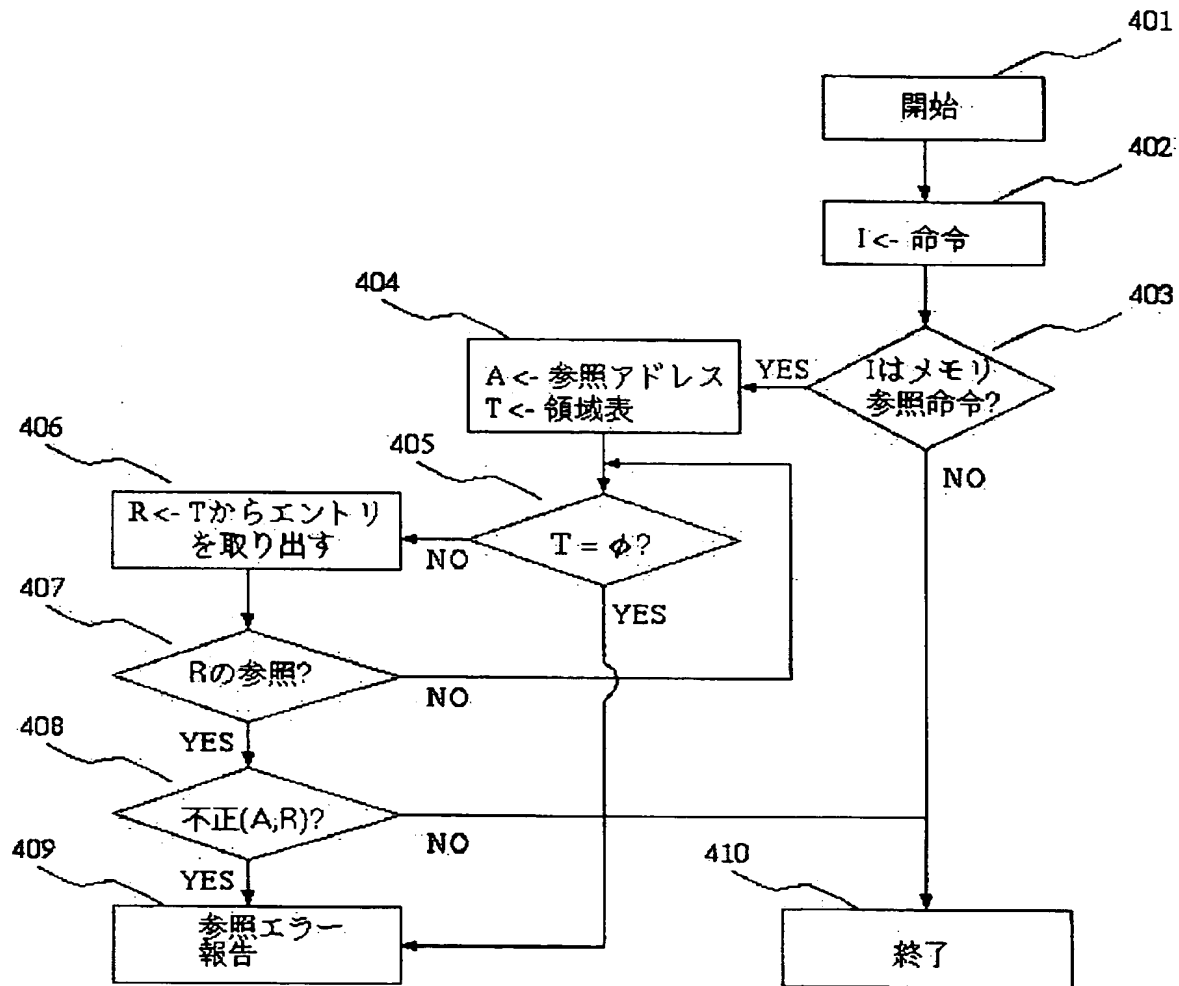 401
開始
402
I <- 命令
403
Iはメモリ
参照命令?
YES
NO
404
A <- 参照アドレス
T <- 領域表
405
T = φ?
NO
YES
406
R <- Tからエントリ
を取り出す
407
Rの参照?
NO
YES
408
不正(A,R)?
NO
YES
409
参照エラー
報告
410
終了